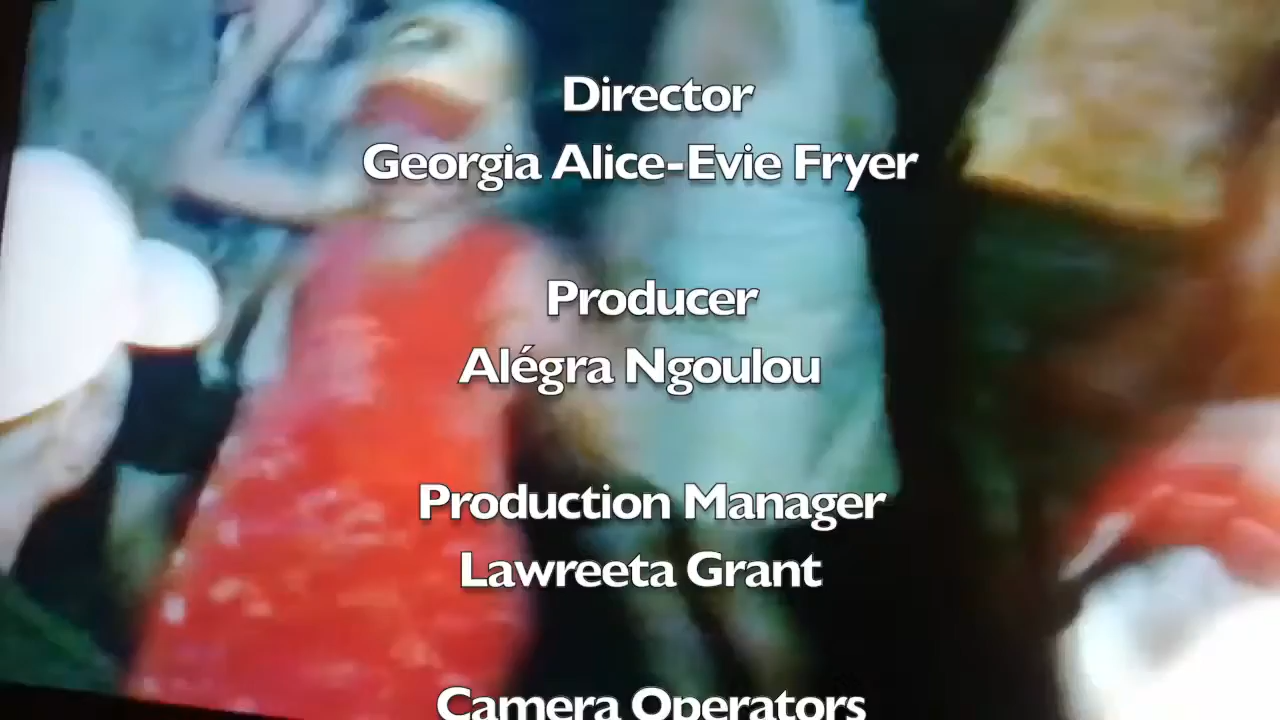 Director
Georgia Alice-Evie Fryer
Producer
Alégra Ngoulou
Production Manager
Lawreeta Grant
Camera Operators